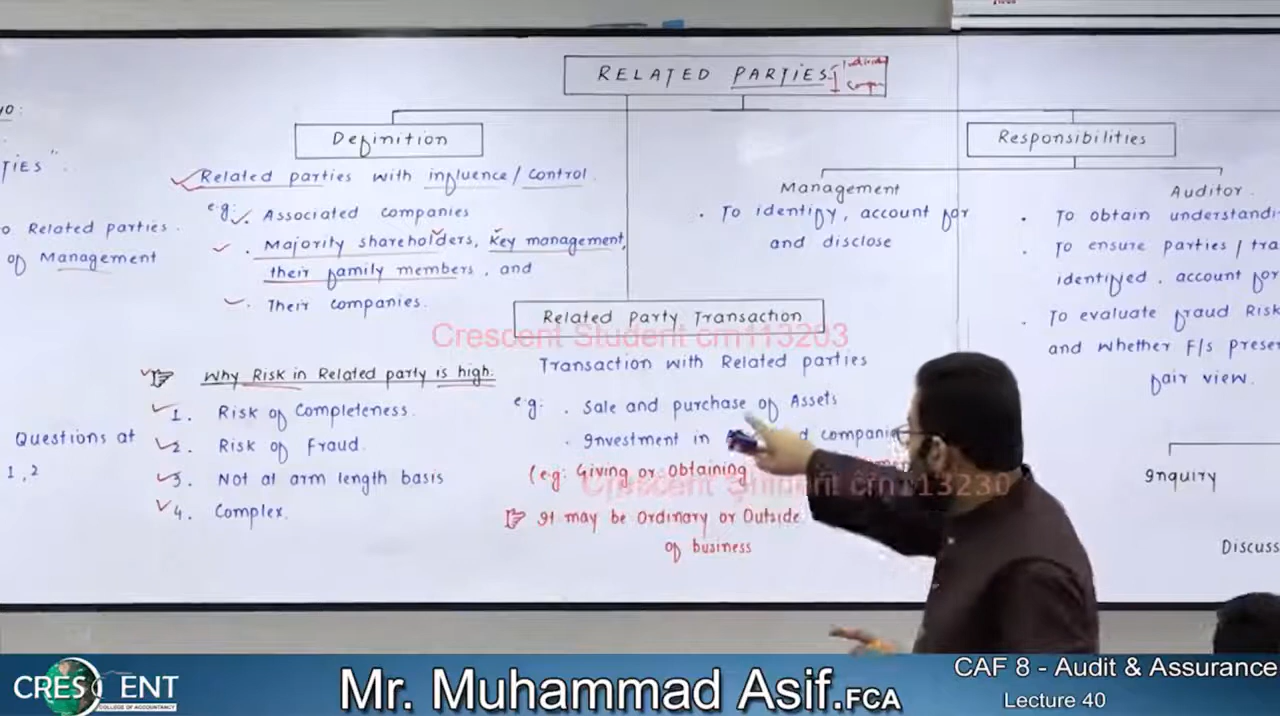 RELATED PARTIES
Definition
Related parties with influence / control.
e.g: . Associated companies
. Majority shareholders, Key management,
their family members, and
. Their companies.
Why Risk in Related party is high:
1. Risk of Completeness.
2. Risk of Fraud.
3. Not at arm length basis
4. Complex.
TIES"
Related parties.
of Management
Questions at
1, 2
Related Party Transaction
Transaction with Related parties
e.g: . Sale and purchase of Assets
. Investment in
(e.g: Giving or Obtaining
It may be Ordinary or Outside
of business
Responsibilities
Management
. To identify, account for
and disclose
Auditor.
. To obtain
. To ensure parties /
identified, account for
. To evaluate fraud Risk
and whether F/S
fair view.
Inquiry
Crescent Student crn113203
Crescent Student crn113230
CRESCENT
COLLEGE OF ACCOUNTANCY
Mr. Muhammad Asif.FCA
CAF 8 - Audit & Assurance
Lecture 40